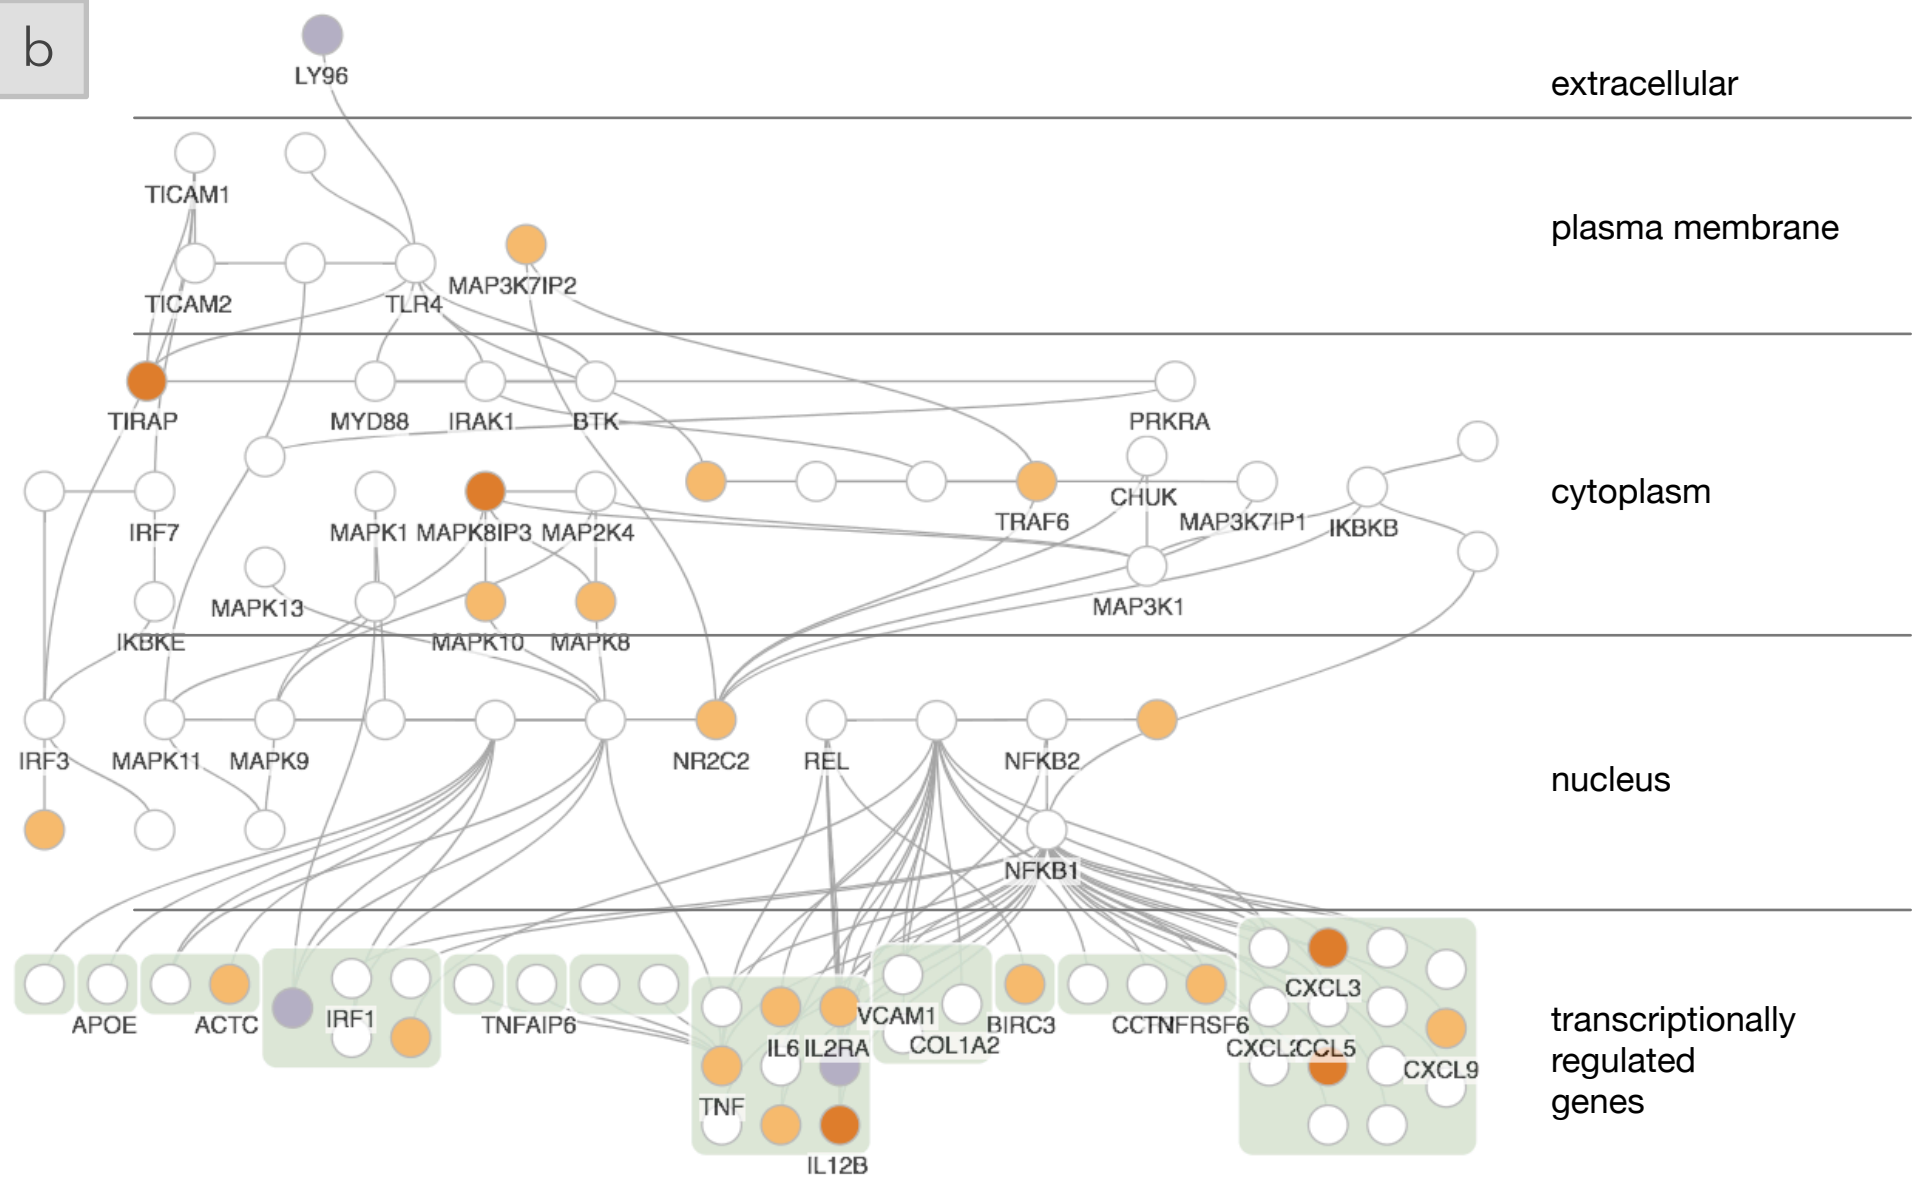 b
LY96
extracellular
TICAM1
plasma membrane
MAP3K7IP2
TICAM2
TLR4
TIRAP
MYD88
IRAK1
BTK
PRKRA
cytoplasm
CHUK
IRF7
MAPK1
MAPK8IP3
MAP2K4
TRAF6
MAP3K7IP1
IKBKB
MAPK13
MAP3K1
IKBKE
MAPK10
MAPK8
IRF3
MAPK11
MAPK9
NR2C2
REL
NFKB2
nucleus
NFKB1
CXCL3
APOE
ACTC
IRF1
TNFAIP6
VCAM1
BIRC3
TNFRSF6
transcriptionally
regulated
genes
IL6
IL2RA
COL1A2
CCL5
CXCL9
TNF
IL12B